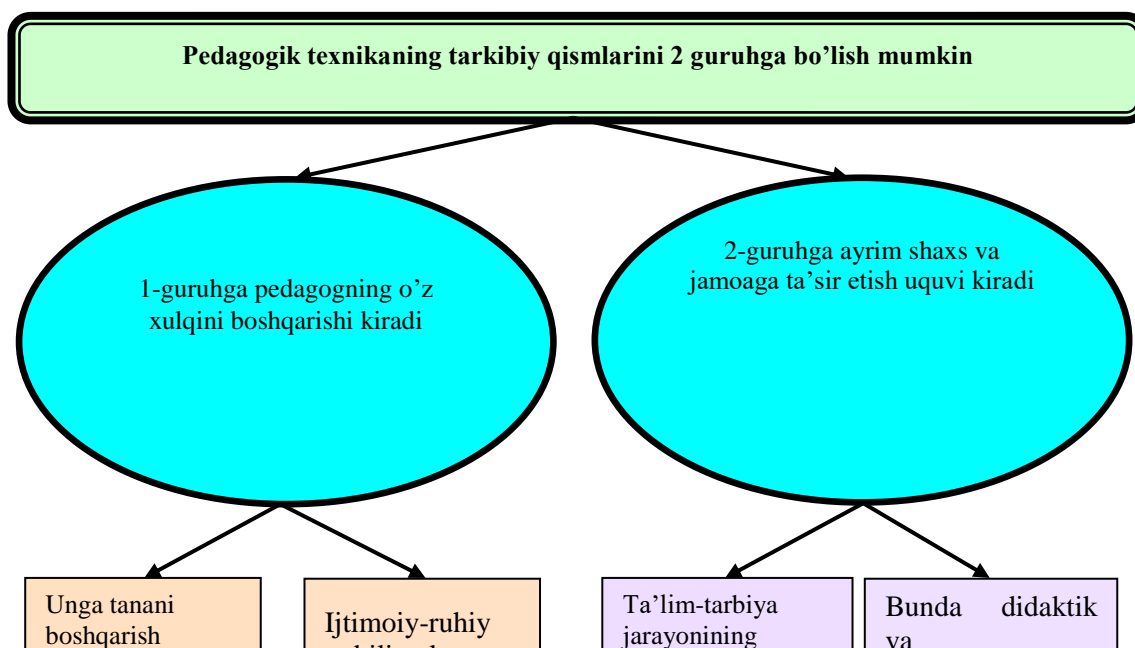 Pedagogik texnikaning tarkibiy qismlarini 2 guruhga bo’lish mumkin
1-guruhga pedagogning o’z
xulqini boshqarishi kiradi
2-guruhga ayrim shaxs va
jamoaga ta’sir etish uquvi kiradi
Unga tanani
boshqarish
Ijtimoiy-ruhiy
Ta’lim-tarbiya
jarayonining
Bunda didaktik
va